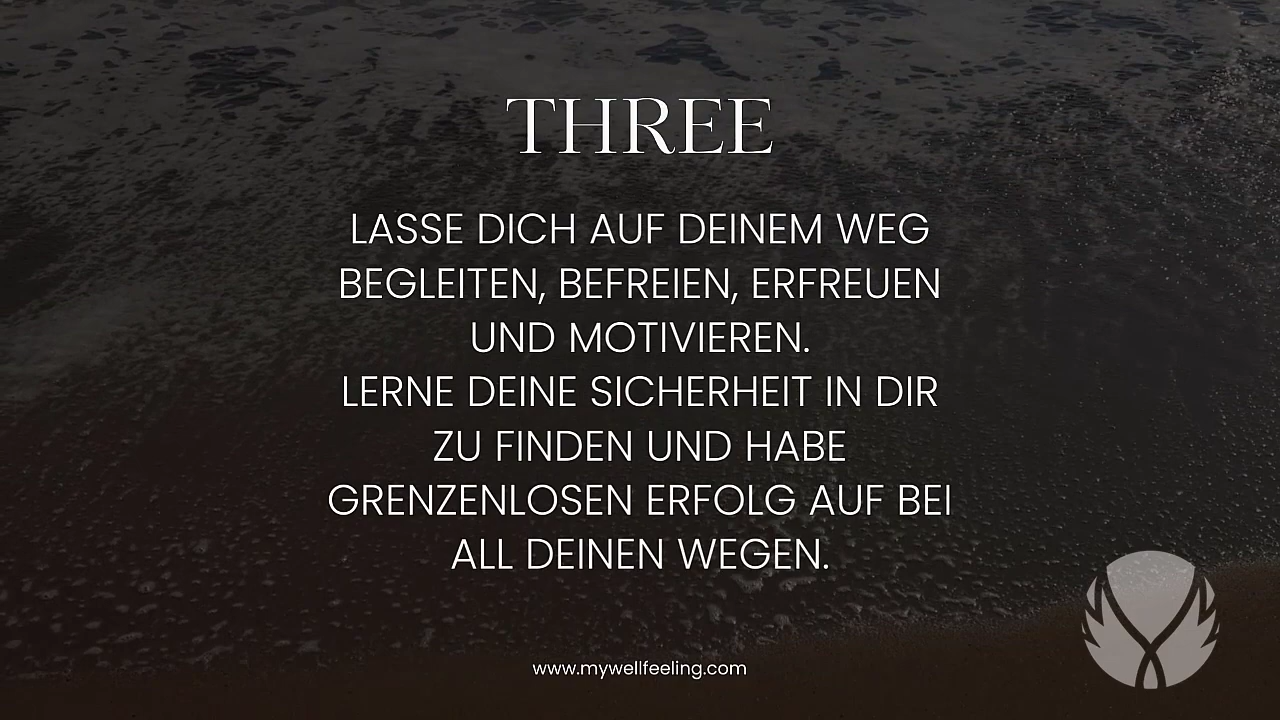 THREE
LASSE DICH AUF DEINEM WEG
BEGLEITEN, BEFREIEN, ERFREUEN
UND MOTIVIEREN.
LERNE DEINE SICHERHEIT IN DIR
ZU FINDEN UND HABE
GRENZENLOSEN ERFOLG AUF BEI
ALL DEINEN WEGEN.
www.mywellfeeling.com